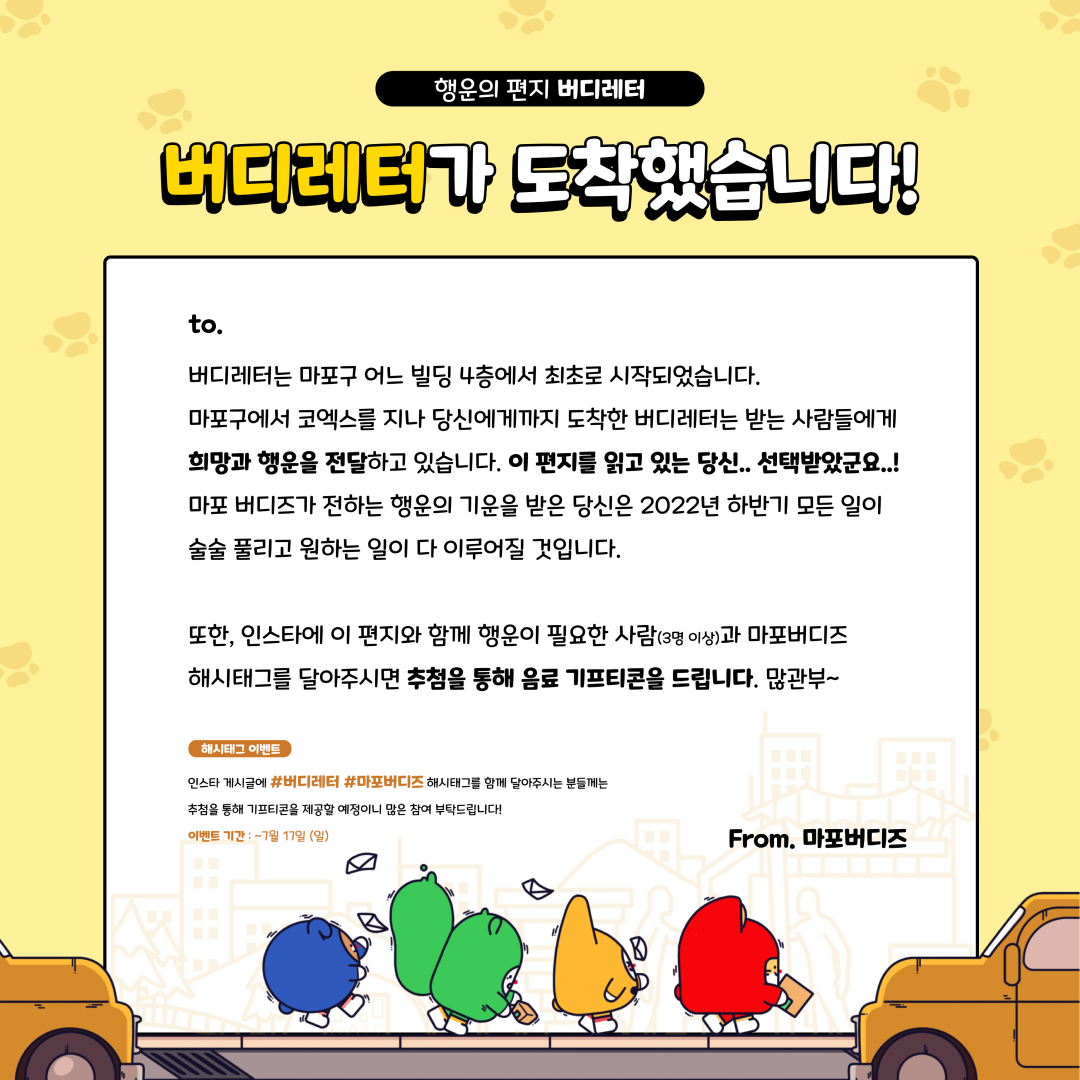 행운의 편지 버디레터
버디레터가 도착했습니다!
to.
버디레터는 마포구 어느 빌딩 4층에서 최초로 시작되었습니다.
마포구에서 코엑스를 지나 당신에게까지 도착한 버디레터는 받는 사람들에게
희망과 행운을 전달하고 있습니다. 이 편지를 읽고 있는 당신.. 선택받았군요..!
마포 버디즈가 전하는 행운의 기운을 받은 당신은 2022년 하반기 모든 일이
술술 풀리고 원하는 일이 다 이루어질 것입니다.
또한, 인스타에 이 편지와 함께 행운이 필요한 사람(3명 이상)과 마포버디즈
해시태그를 달아주시면 추첨을 통해 음료 기프티콘을 드립니다. 많관부~
해시태그 이벤트
인스타 게시글에 #버디레터 #마포버디즈 해시태그를 함께 달아주시는 분들께는
추첨을 통해 기프티콘을 제공할 예정이니 많은 참여 부탁드립니다!
이벤트 기간 : ~7월 17일 (일)
From. 마포버디즈